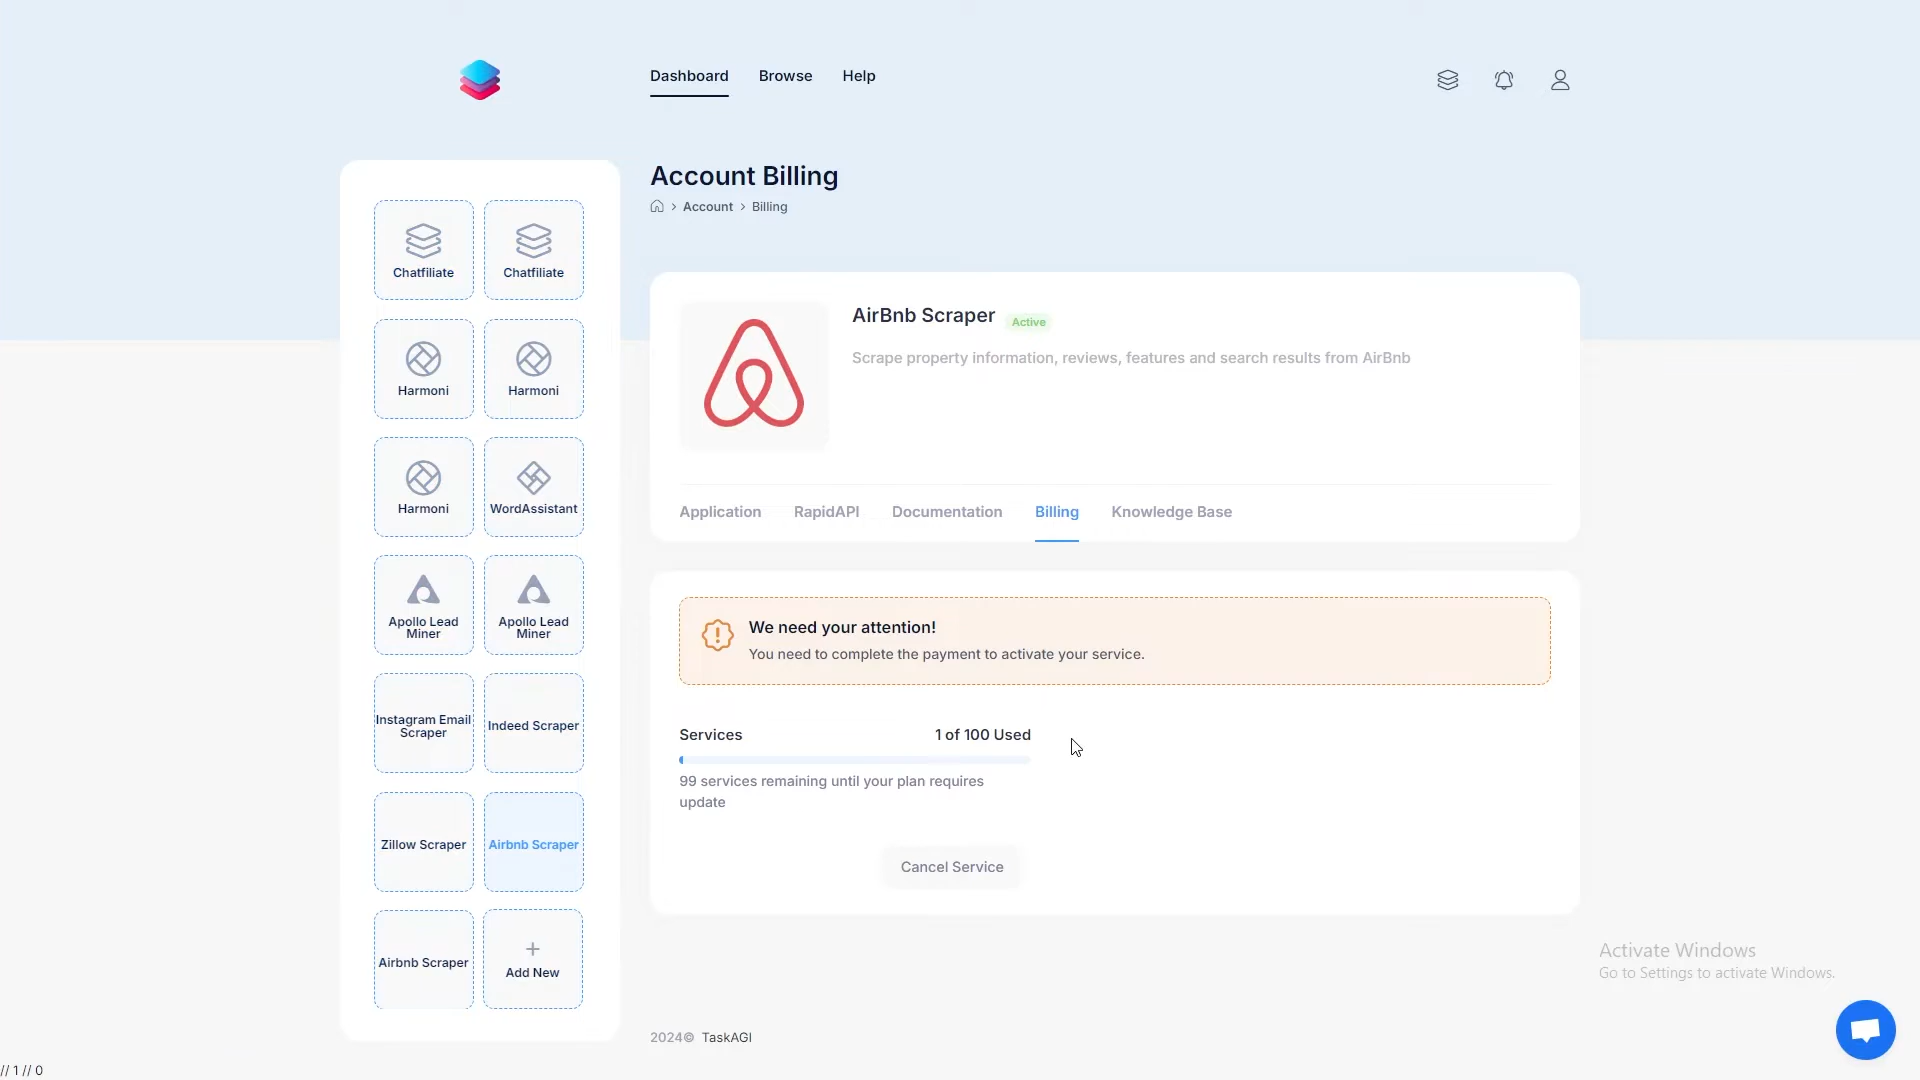 Dashboard
Browse
Help
Chatfiliate
Chatfiliate
Harmoni
Harmoni
Harmoni
WordAssistant
Apollo Lead
Miner
Apollo Lead
Miner
Instagram Email
Scraper
Indeed Scraper
Zillow Scraper
Airbnb Scraper
Airbnb Scraper
+
Add New
Account Billing
> Account > Billing
AirBnb Scraper Active
Scrape property information, reviews, features and search results from AirBnb
Application
RapidAPI
Documentation
Billing
Knowledge Base
We need your attention!
You need to complete the payment to activate your service.
Services
1 of 100 Used
99 services remaining until your plan requires
update
Cancel Service
2024© TaskAGI
Activate Windows
Go to Settings to activate Windows.
// 1 // 0